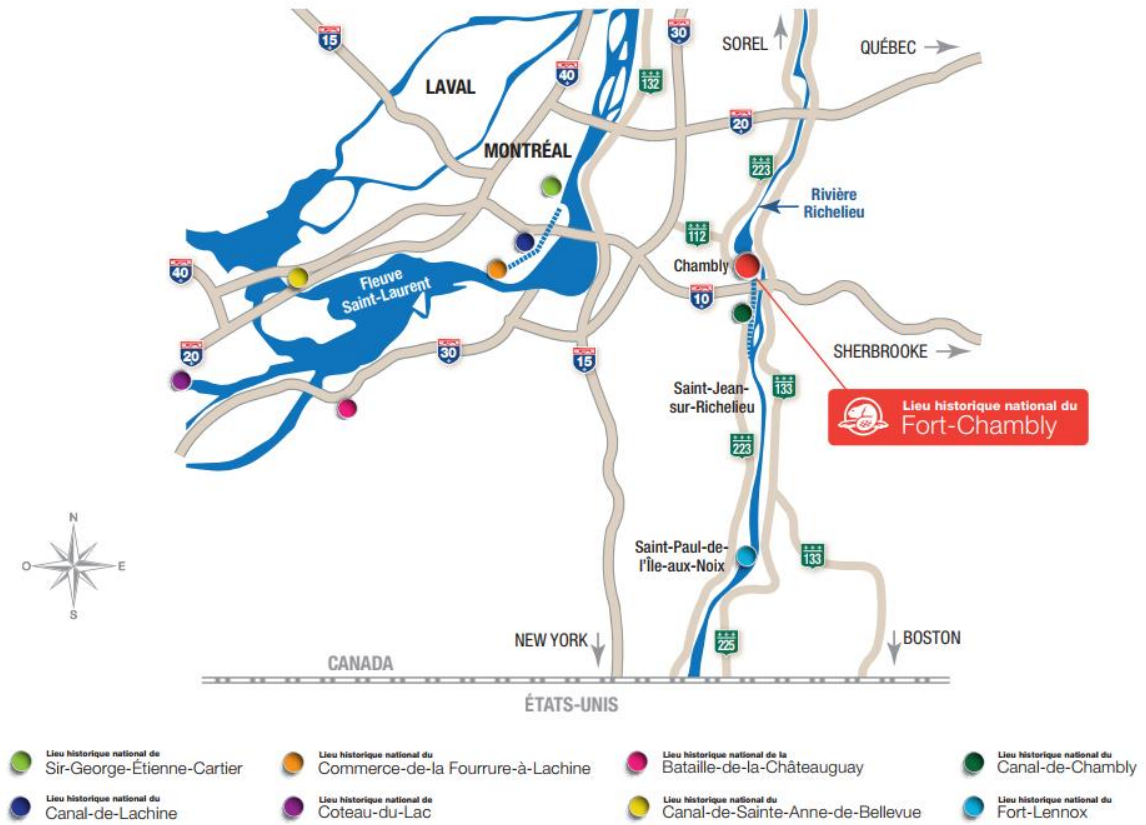 15
30
SOREL
QUÉBEC
40
132
LAVAL
20
MONTRÉAL
223
Rivière
Richelieu
112
Chambly
40
Fleuve
Saint-Laurent
10
20
30
15
SHERBROOKE
Saint-Jean-
sur-Richelieu
133
Lieu historique national du
Fort-Chambly
223
N
O
E
S
Saint-Paul-de-
l'Île-aux-Noix
133
NEW YORK
225
BOSTON
CANADA
ÉTATS-UNIS
Lieu historique national de
Sir-George-Étienne-Cartier
Lieu historique national du
Commerce-de-la Fourrure-à-Lachine
Lieu historique national de la
Bataille-de-la-Châteauguay
Lieu historique national du
Canal-de-Chambly
Lieu historique national du
Canal-de-Lachine
Lieu historique national de
Coteau-du-Lac
Lieu historique national du
Canal-de-Sainte-Anne-de-Bellevue
Lieu historique national du
Fort-Lennox